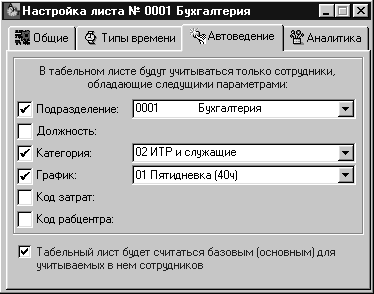 Настройка листа № 0001 Бухгалтерия
Общие Типы времени Автоведение Аналитика
В табельном листе будут учитываться только сотрудники,
обладающие следующими параметрами:
Подразделение: 0001 Бухгалтерия
Должность:
Категория: 02 ИТР и служащие
График: 01 Пятидневка (40ч)
Код затрат:
Код рабцентра:
Табельный лист будет считаться базовым (основным) для
учитываемых в нем сотрудников